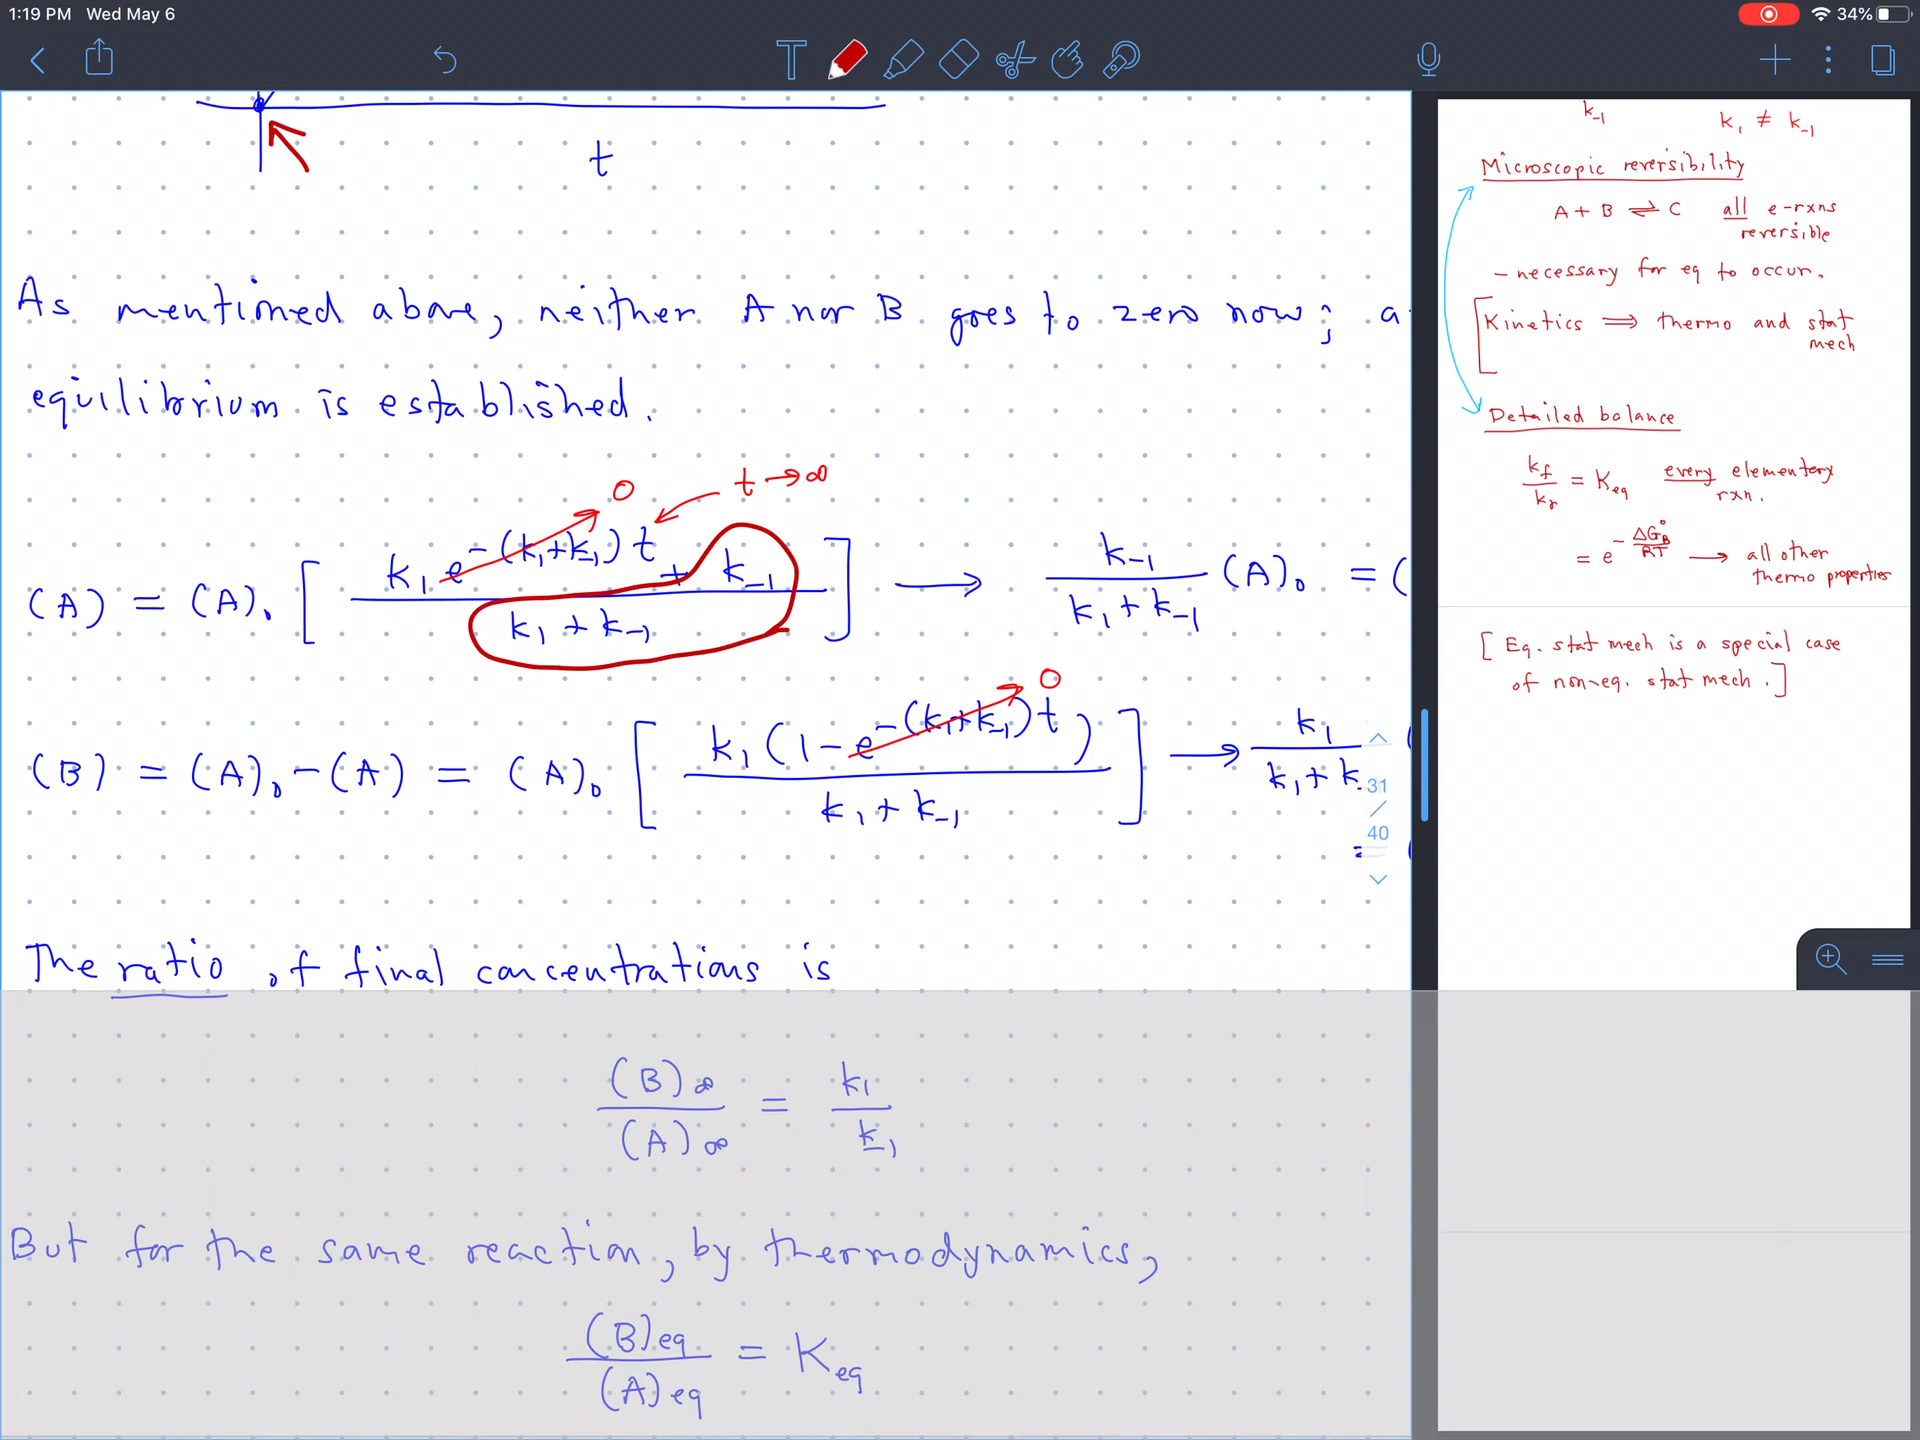 1:19 PM Wed May 6
34%
t
As mentioned above, neither A nor B goes to zero now; a
equilibrium is established.
0 t → ∞
(A) = (A)₀ [ (k₁ e^{-(k₁+k₋₁)t} + k₋₁) / (k₁ + k₋₁) ] → k₋₁ / (k₁ + k₋₁) (A)₀ = (
0
(B) = (A)₀ - (A) = (A)₀ [ k₁ (1 - e^{-(k₁+k₋₁)t}) / (k₁ + k₋₁) ] → k₁ / (k₁ + k
= (
31
/
40
The ratio of final concentrations is
(B)∞ / (A)∞ = k₁ / k₋₁
But for the same reaction, by thermodynamics,
(B)eq / (A)eq = Keq
k₋₁ k₁ ≠ k₋₁
Microscopic reversibility
A + B ⇌ C all e-rxns
reversible
- necessary for eq to occur.
[ Kinetics ⟹ thermo and stat
mech
Detailed balance
kf / kr = Keq every elementery
rxn.
= e^{-ΔG°R/RT} → all other
thermo properties
[ Eq. stat mech is a special case
of non-eq. stat mech. ]